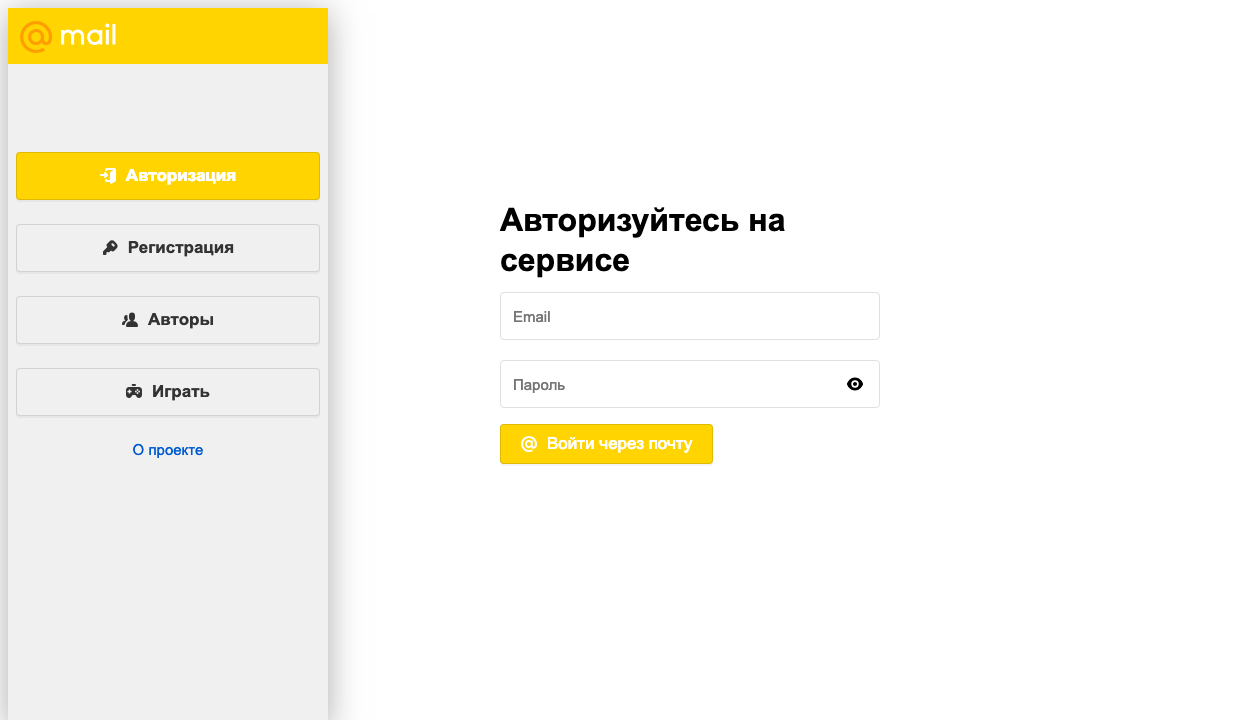 @ mail
Авторизация
Регистрация
Авторы
Играть
О проекте
Авторизуйтесь на
сервисе
Email
Пароль
@ Войти через почту